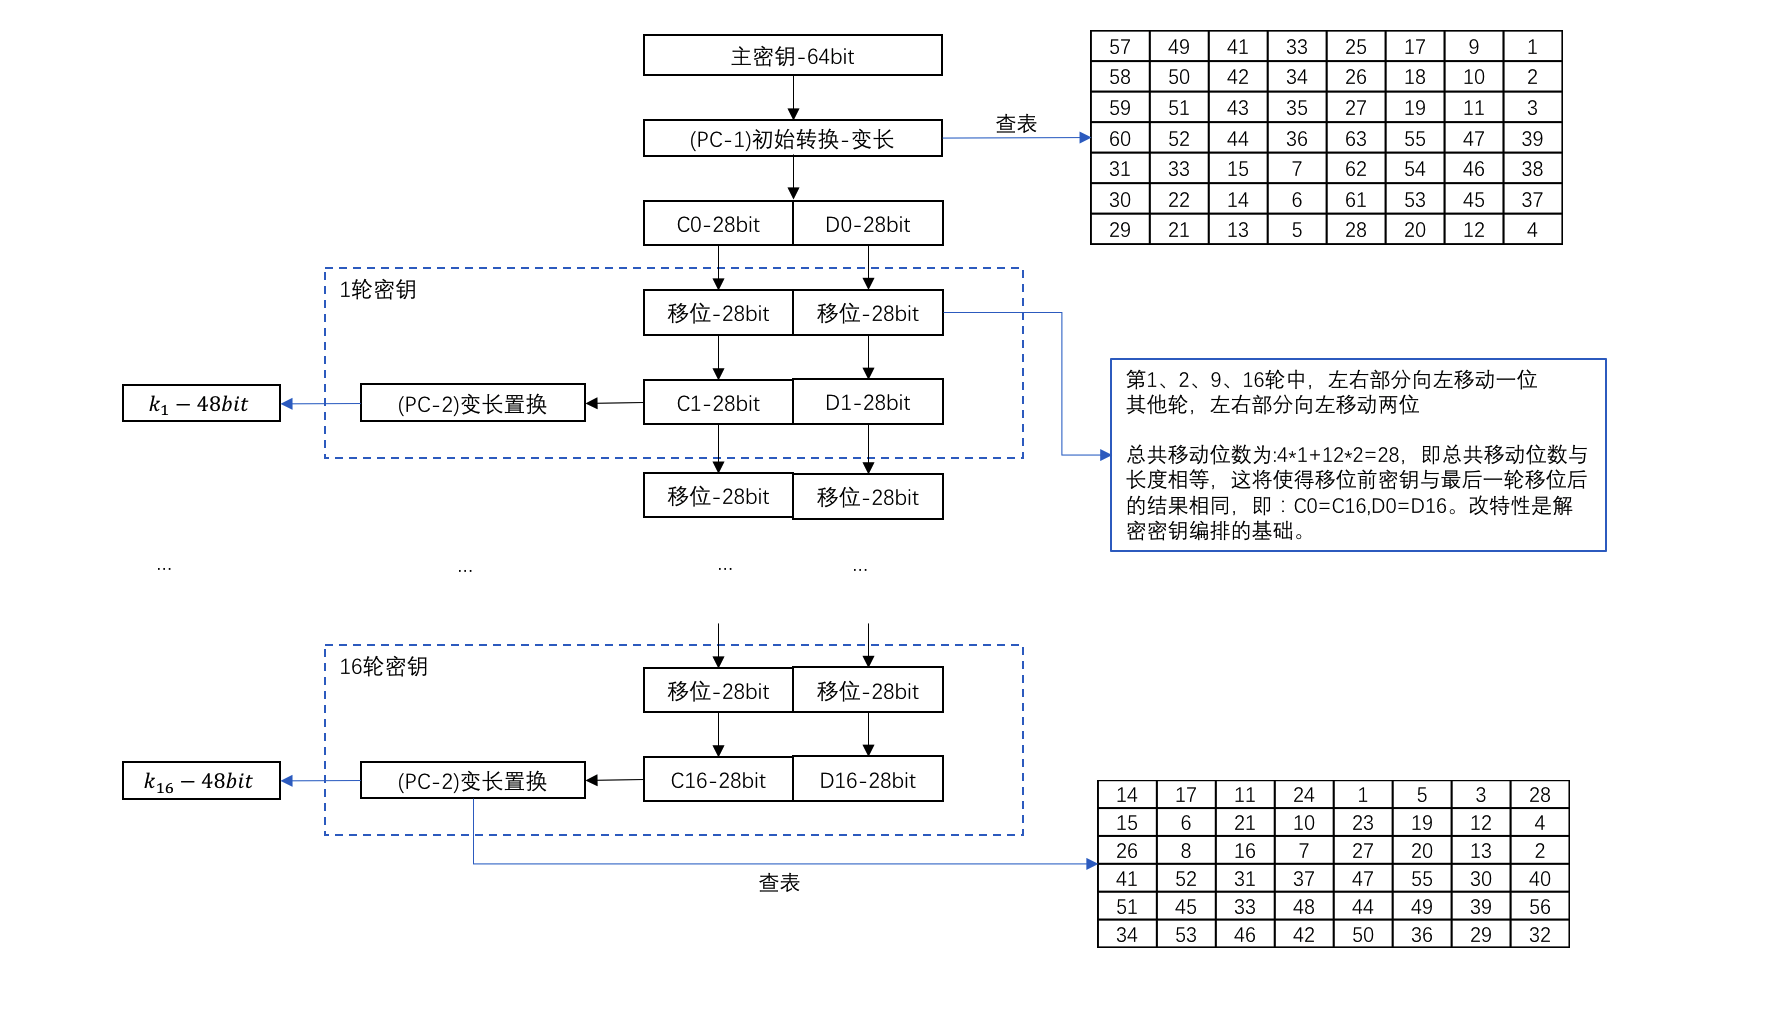 主密钥-64bit
(PC-1)初始转换-变长
查表
57 49 41 33 25 17 9 1
58 50 42 34 26 18 10 2
59 51 43 35 27 19 11 3
60 52 44 36 63 55 47 39
31 33 15 7 62 54 46 38
30 22 14 6 61 53 45 37
29 21 13 5 28 20 12 4
C0-28bit D0-28bit
1轮密钥
移位-28bit 移位-28bit
k₁ − 48bit
(PC-2)变长置换
C1-28bit D1-28bit
移位-28bit 移位-28bit
第1、2、9、16轮中，左右部分向左移动一位
其他轮，左右部分向左移动两位
总共移动位数为:4*1+12*2=28，即总共移动位数与
长度相等，这将使得移位前密钥与最后一轮移位后
的结果相同，即：C0=C16,D0=D16。改特性是解
密密钥编排的基础。
... ... ... ...
16轮密钥
移位-28bit 移位-28bit
k₁₆ − 48bit
(PC-2)变长置换
C16-28bit D16-28bit
查表
14 17 11 24 1 5 3 28
15 6 21 10 23 19 12 4
26 8 16 7 27 20 13 2
41 52 31 37 47 55 30 40
51 45 33 48 44 49 39 56
34 53 46 42 50 36 29 32